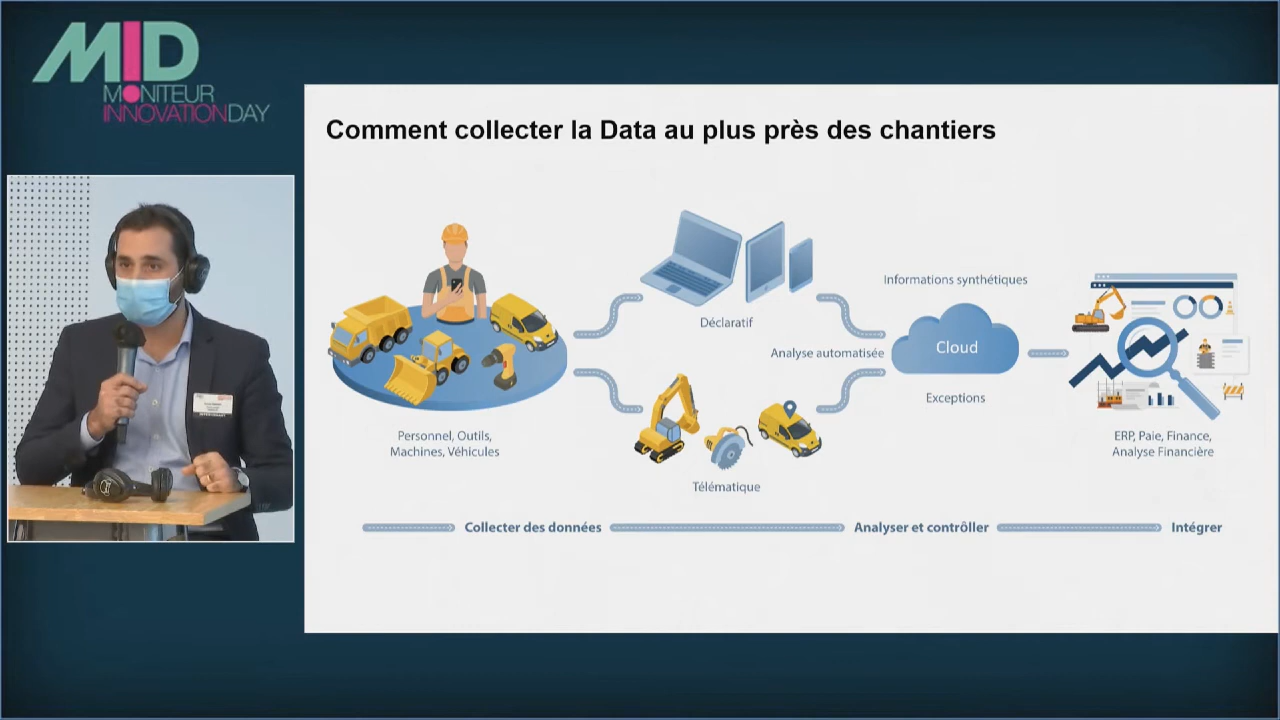 MID
MONITEUR
INNOVATIONDAY
Comment collecter la Data au plus près des chantiers
Informations synthétiques
Déclaratif
Analyse automatisée
Cloud
Exceptions
Personnel, Outils,
Machines, Véhicules
ERP, Paie, Finance,
Analyse Financière
Télématique
Collecter des données
Analyser et contrôller
Intégrer